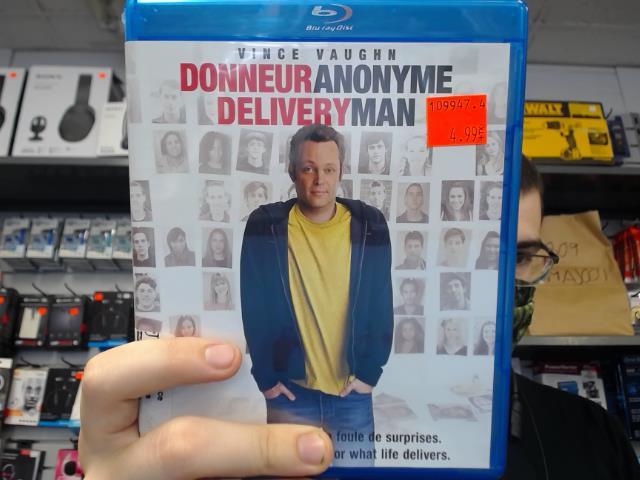 Blu-ray Disc
VINCE VAUGHN
DONNEUR ANONYME
DELIVERY MAN
109947.4
4.99
foule de surprises.
or what life delivers.
SONY
DEWALT